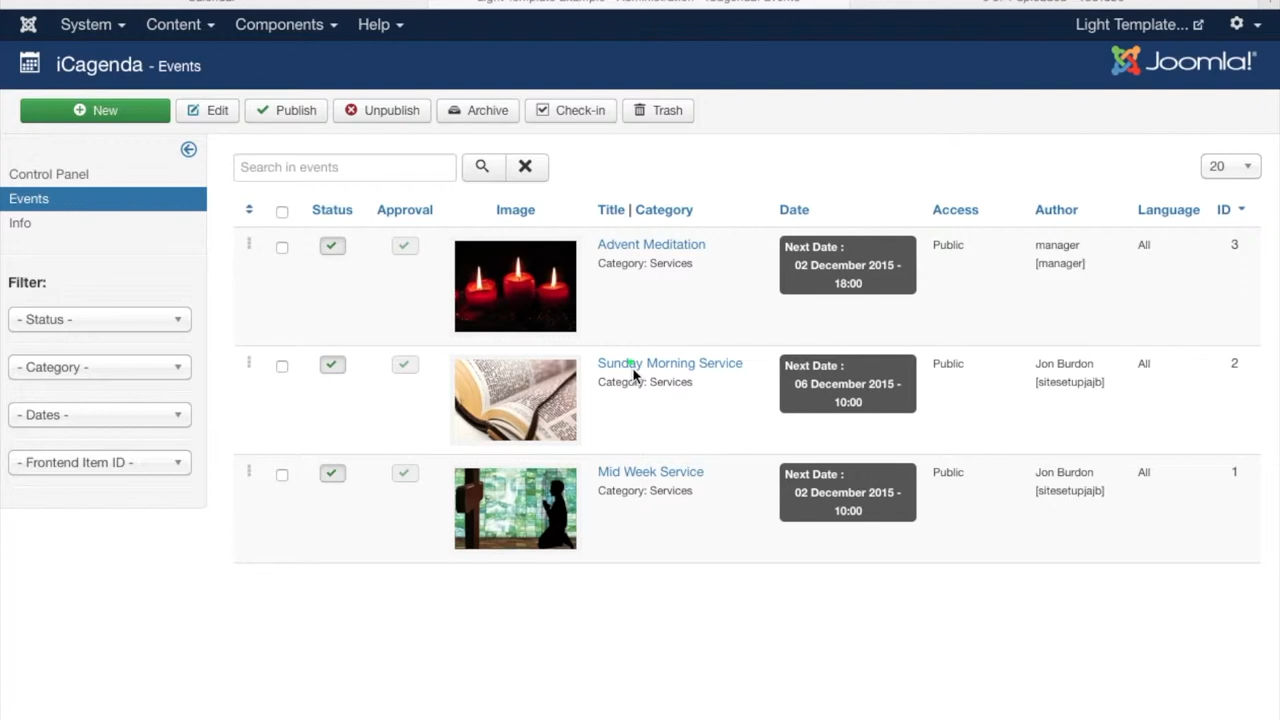 System Content Components Help Light Template...
iCagenda - Events Joomla!®
New Edit Publish Unpublish Archive Check-in Trash
Search in events 20
Control Panel
Events
Info
Filter:
- Status -
- Category -
- Dates -
- Frontend Item ID -
Status Approval Image Title | Category Date Access Author Language ID
Advent Meditation
Category: Services
Next Date :
02 December 2015 -
18:00
Public
manager
[manager]
All
3
Sunday Morning Service
Category: Services
Next Date :
06 December 2015 -
10:00
Public
Jon Burdon
[sitesetupjajb]
All
2
Mid Week Service
Category: Services
Next Date :
02 December 2015 -
10:00
Public
Jon Burdon
[sitesetupjajb]
All
1